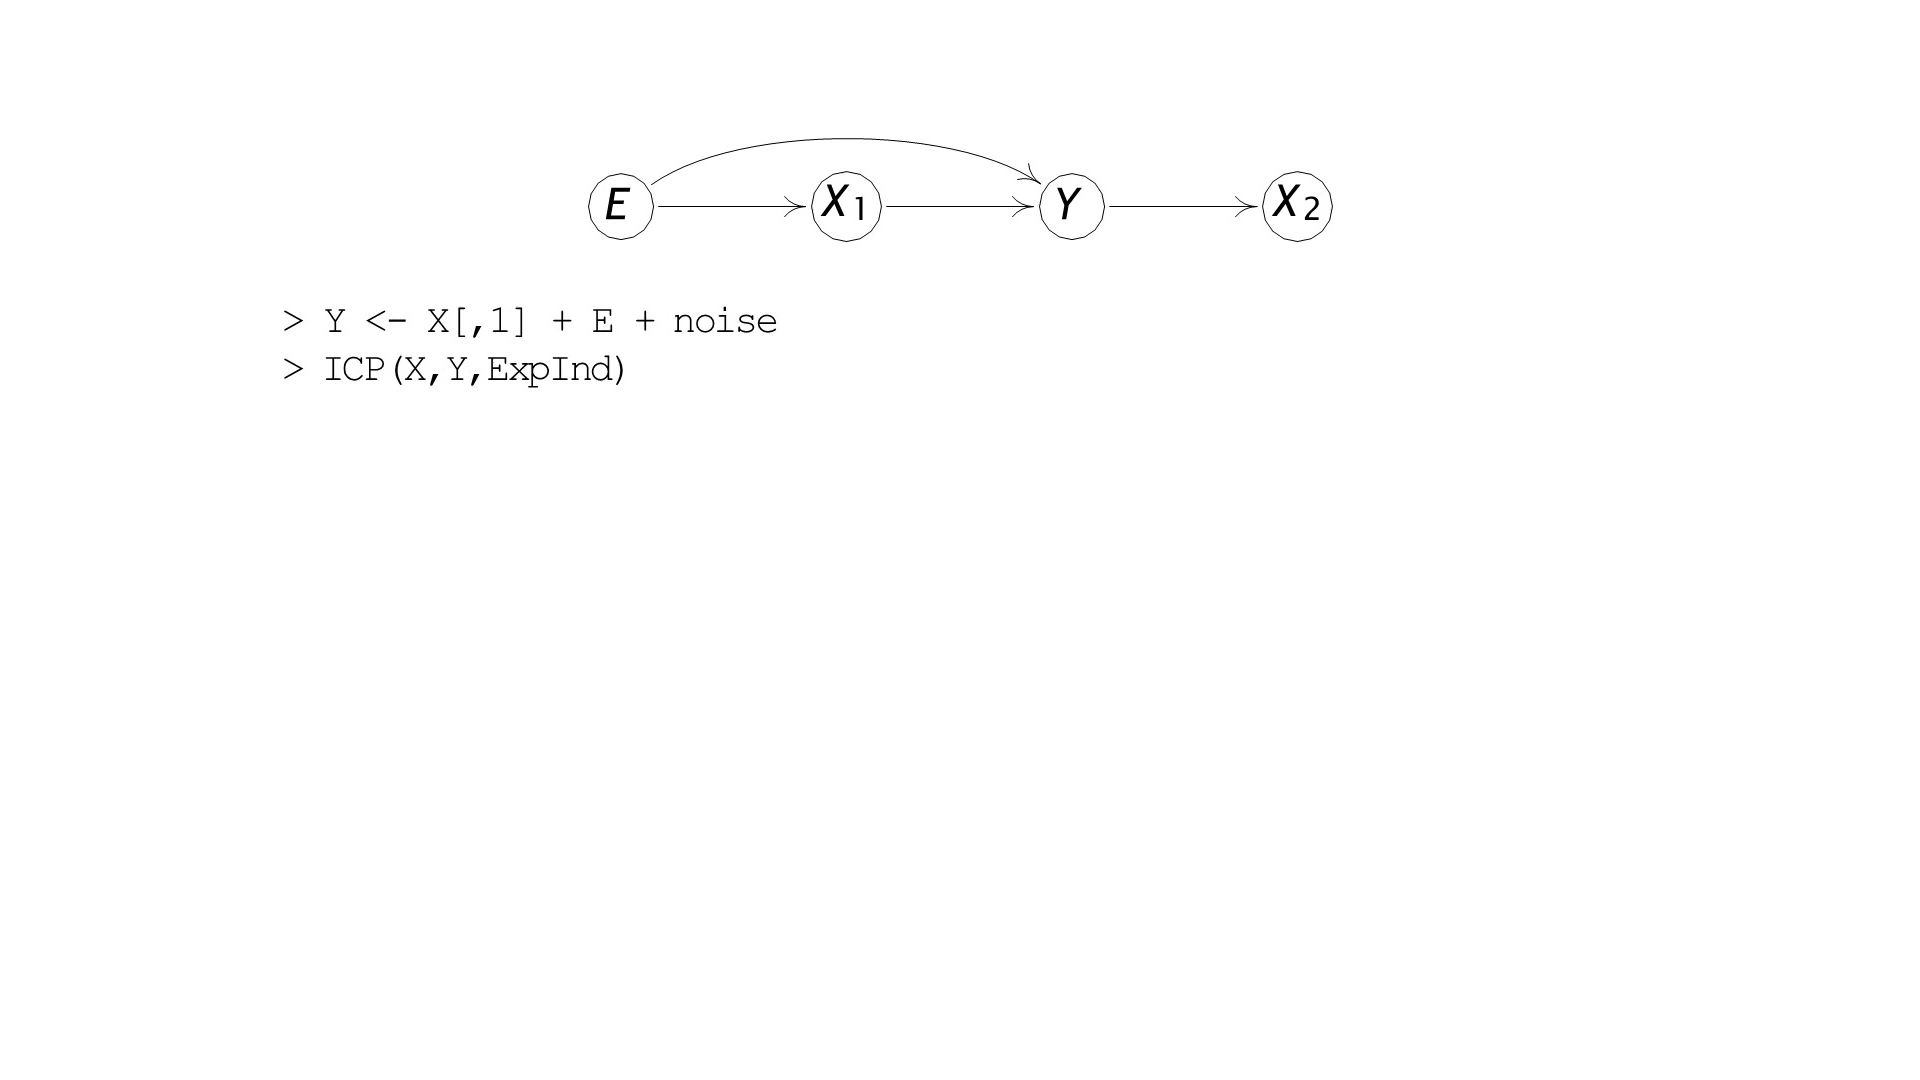 E X1 Y X2
> Y <- X[,1] + E + noise
> ICP(X,Y,ExpInd)